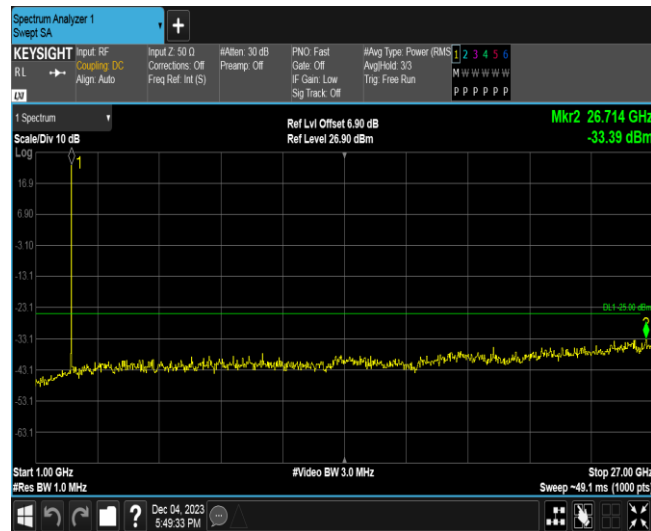 Spectrum Analyzer 1
Swept SA
+
KEYSIGHT
RL
LXI
Input: RF
Coupling: DC
Align: Auto
Input Z: 50 Ω
Corrections: Off
Freq Ref: Int (S)
#Atten: 30 dB
Preamp: Off
PNO: Fast
Gate: Off
IF Gain: Low
Sig Track: Off
#Avg Type: Power (RMS
Avg|Hold: 3/3
Trig: Free Run
1 2 3 4 5 6
M W W W W W
P P P P P P
1 Spectrum
Scale/Div 10 dB
Log
Ref Lvl Offset 6.90 dB
Ref Level 26.90 dBm
Mkr2 26.714 GHz
-33.39 dBm
1
16.9
6.90
-3.10
-13.1
-23.1
DL1 -25.00 dBm
2
-33.1
-43.1
-53.1
-63.1
Start 1.00 GHz
#Res BW 1.0 MHz
#Video BW 3.0 MHz
Stop 27.00 GHz
Sweep ~49.1 ms (1000 pts)
?
Dec 04, 2023
5:49:33 PM